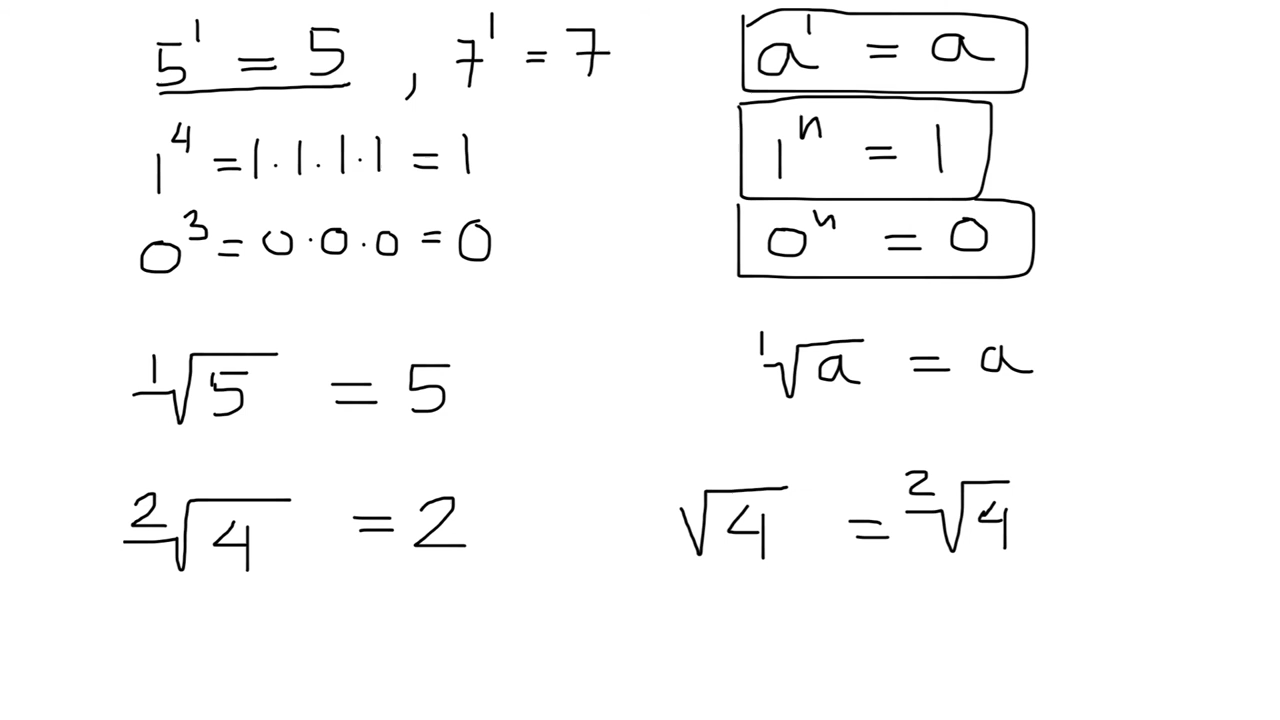 5¹ = 5 , 7¹ = 7    a¹ = a
1⁴ = 1·1·1·1 = 1    1ⁿ = 1
0³ = 0·0·0 = 0    0ⁿ = 0
¹√5 = 5    ¹√a = a
²√4 = 2    √4 = ²√4